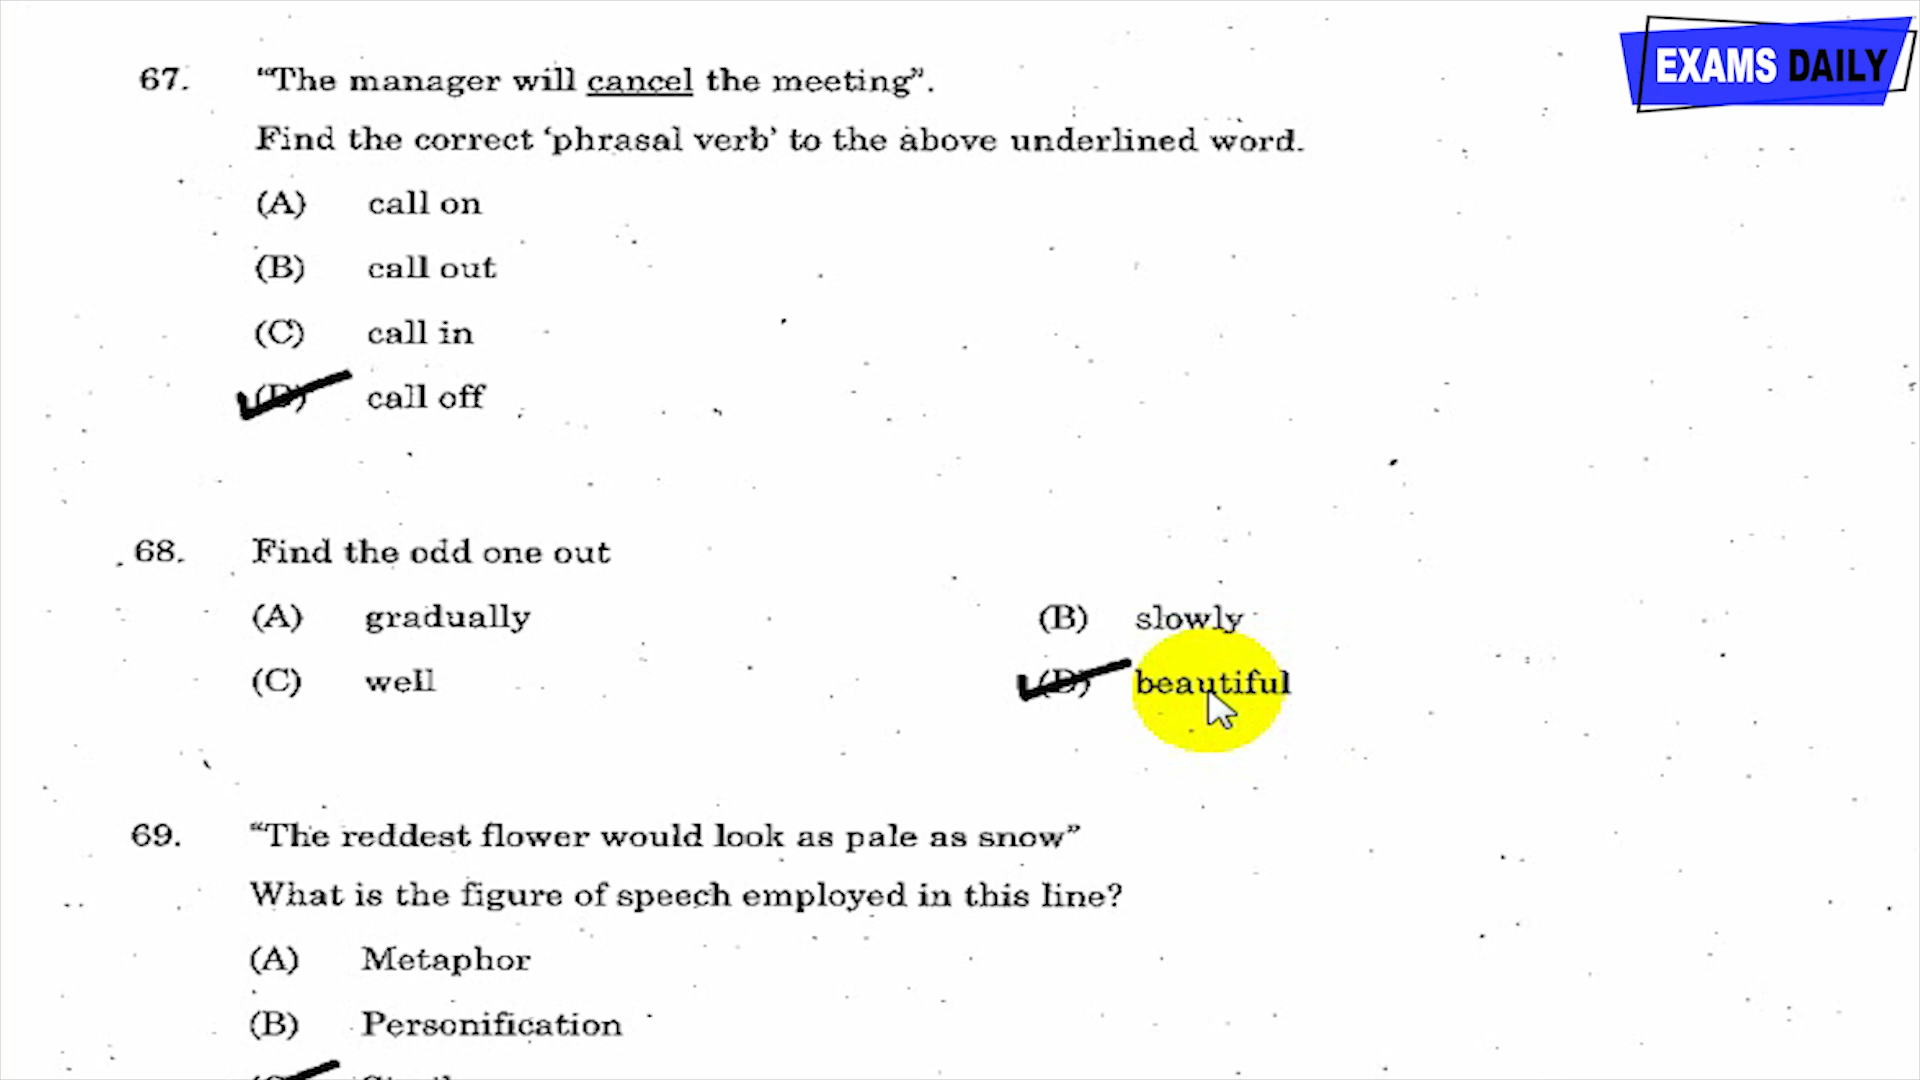 EXAMS DAILY
67. “The manager will cancel the meeting”.
Find the correct ‘phrasal verb’ to the above underlined word.
(A) call on
(B) call out
(C) call in
(D) call off
68. Find the odd one out
(A) gradually (B) slowly
(C) well (D) beautiful
69. “The reddest flower would look as pale as snow”
What is the figure of speech employed in this line?
(A) Metaphor
(B) Personification